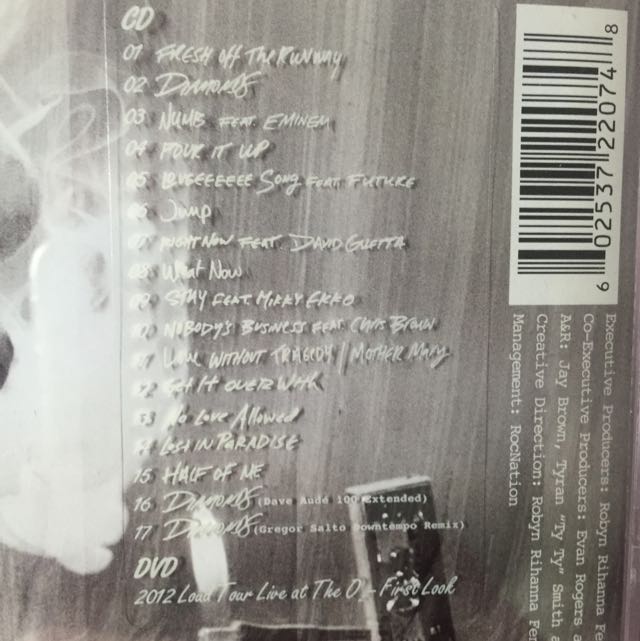 CD
01 FRESH OFF THE RUNWAY
02 DIAMONDS
03 NUMB FEAT. EMINEM
04 POUR IT UP
05 LOVEEEEEEE SONG FEAT. FUTURE
06 Jump
07 RIGHT NOW FEAT. DAVID GUETTA
08 What Now
09 STAY FEAT. MIKKY EKKO
10 NOBODY'S BUSINESS FEAT. CHRIS BROWN
11 LOVE WITHOUT TRAGEDY // MOTHER MARY
12 GET IT OVER WITH
13 No Love Allowed
14 LOST IN PARADISE
15 HALF OF ME
16 DIAMONDS (Dave Audé 100 Extended)
17 DIAMONDS (Gregor Salto Downtempo Remix)
DVD
2012 Loud Tour Live at The O2 - First Look
6 02537 22074 8
Executive Producers: Robyn Rihanna Fe
Co-Executive Producers: Evan Rogers a
A&R: Jay Brown, Tyran "Ty Ty" Smith a
Creative Direction: Robyn Rihanna Fe
Management: RocNation